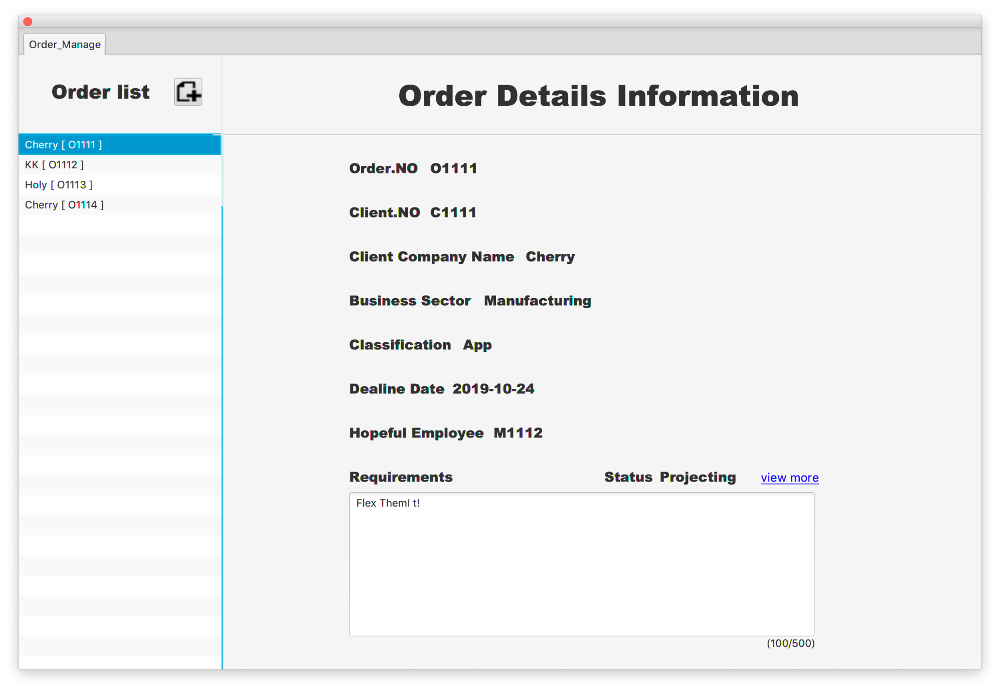 Order_Manage
Order list
Cherry [ O1111 ]
KK [ O1112 ]
Holy [ O1113 ]
Cherry [ O1114 ]
Order Details Information
Order.NO O1111
Client.NO C1111
Client Company Name Cherry
Business Sector Manufacturing
Classification App
Dealine Date 2019-10-24
Hopeful Employee M1112
Requirements Status Projecting view more
Flex Theml t!
(100/500)